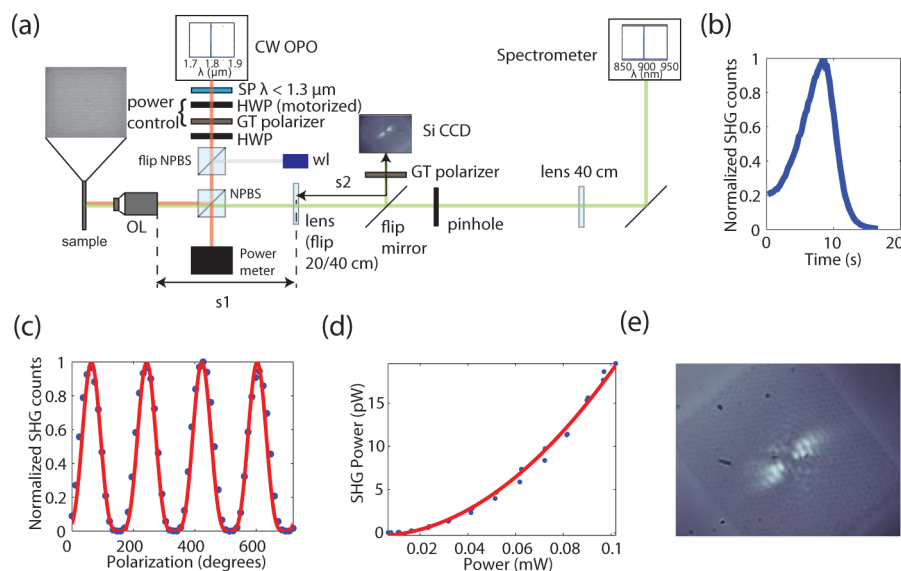 (a)
CW OPO
1.7 1.8 1.9
λ (μm)
SP λ < 1.3 μm
HWP (motorized)
power
control
{
GT polarizer
HWP
flip NPBS
wl
NPBS
OL
sample
Power
meter
s1
s2
lens
(flip
20/40 cm)
Si CCD
GT polarizer
flip
mirror
pinhole
lens 40 cm
Spectrometer
850 900 950
λ (nm)
(b)
Normalized SHG counts
1
0.8
0.6
0.4
0.2
0
0 10 20
Time (s)
(c)
Normalized SHG counts
1
0.8
0.6
0.4
0.2
0
0 200 400 600
Polarization (degrees)
(d)
SHG Power (pW)
15
10
5
0
0.02 0.04 0.06 0.08 0.1
Power (mW)
(e)